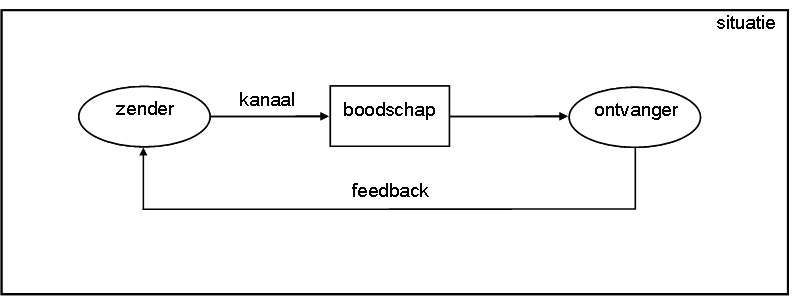 situatie
zender
kanaal
boodschap
ontvanger
feedback